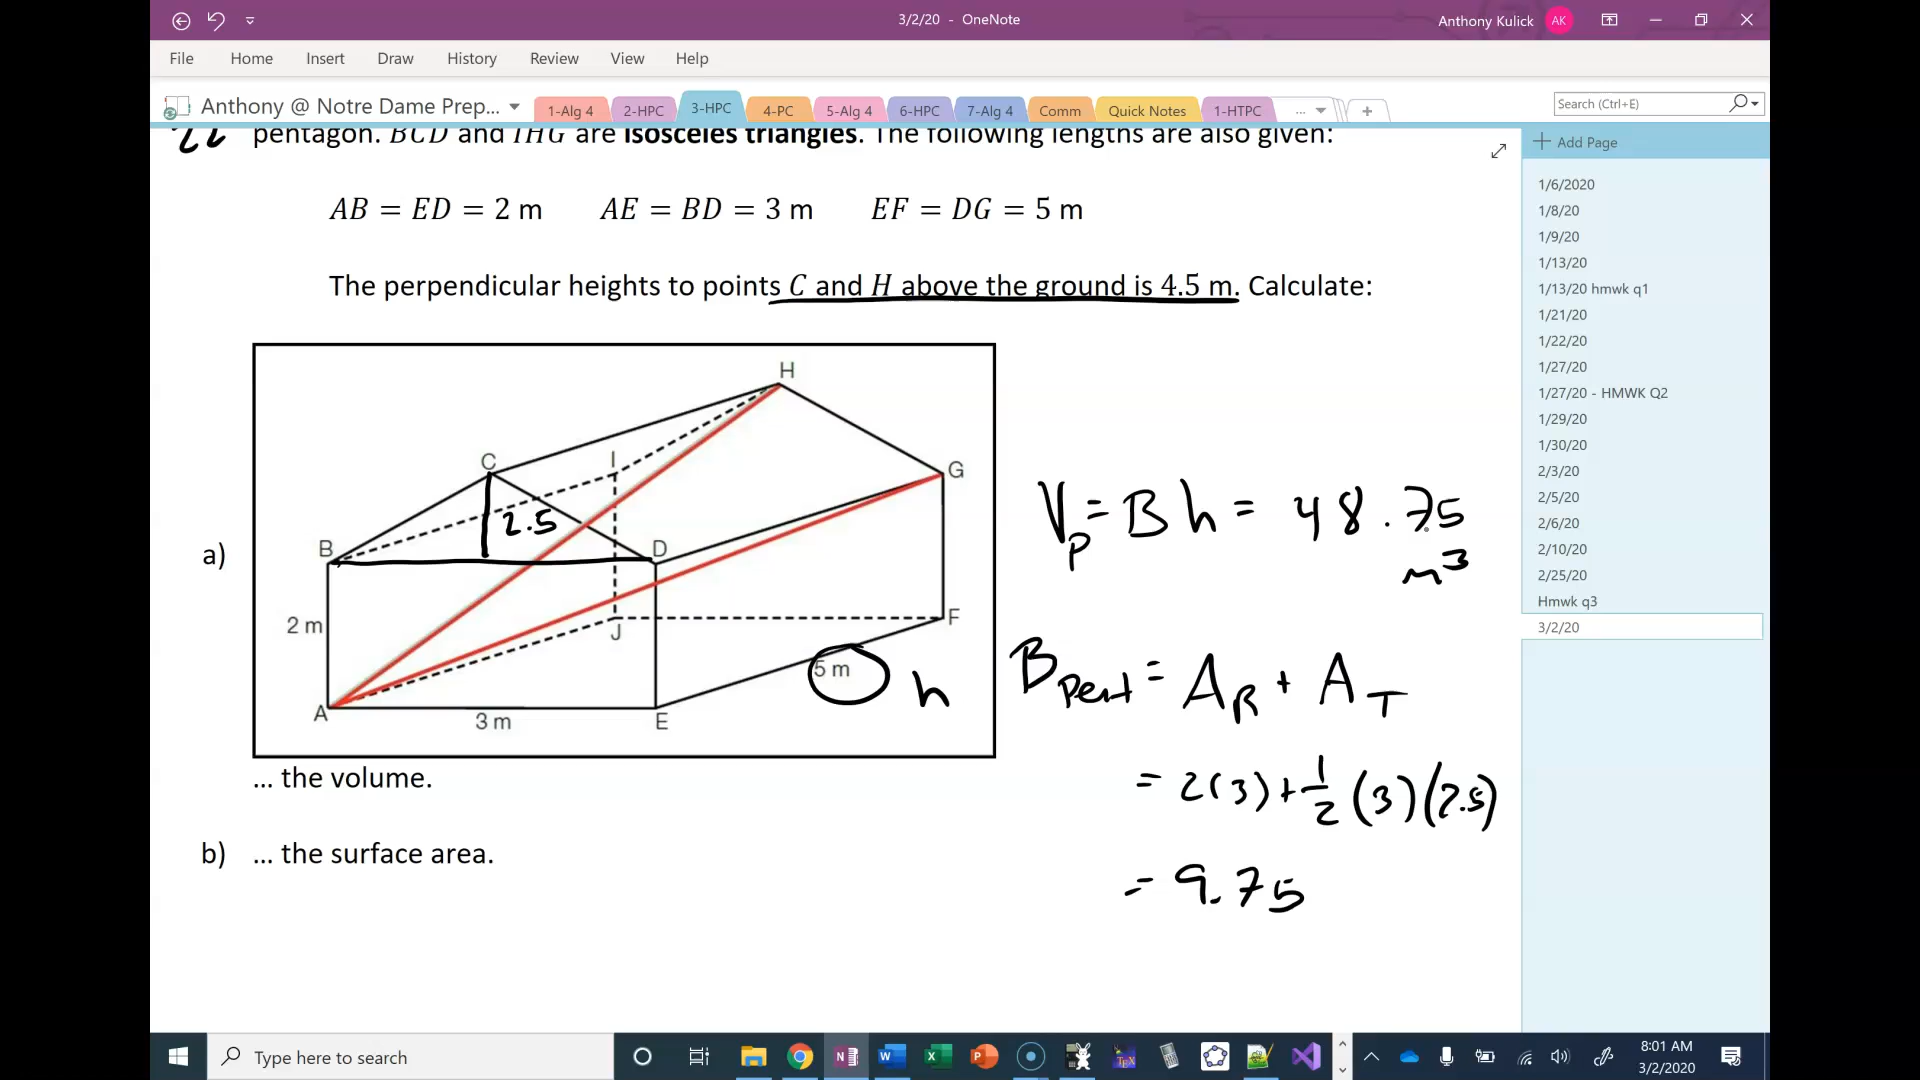 3/2/20 - OneNote
Anthony Kulick AK
File Home Insert Draw History Review View Help
Anthony @ Notre Dame Prep... 1-Alg 4 2-HPC 3-HPC 4-PC 5-Alg 4 6-HPC 7-Alg 4 Comm Quick Notes 1-HTPC ... + Search (Ctrl+E)
pentagon. BCD and IHG are isosceles triangles. The following lengths are also given:
AB = ED = 2 m AE = BD = 3 m EF = DG = 5 m
The perpendicular heights to points C and H above the ground is 4.5 m. Calculate:
H
C I G
2.5
B D
a)
2 m J F
5 m h
A 3 m E
... the volume.
b) ... the surface area.
Vp = Bh = 48.75
m³
BPent = AR + AT
= 2(3) + 1/2 (3)(2.5)
= 9.75
+ Add Page
1/6/2020
1/8/20
1/9/20
1/13/20
1/13/20 hmwk q1
1/21/20
1/22/20
1/27/20
1/27/20 - HMWK Q2
1/29/20
1/30/20
2/3/20
2/5/20
2/6/20
2/10/20
2/25/20
Hmwk q3
3/2/20
Type here to search
8:01 AM
3/2/2020